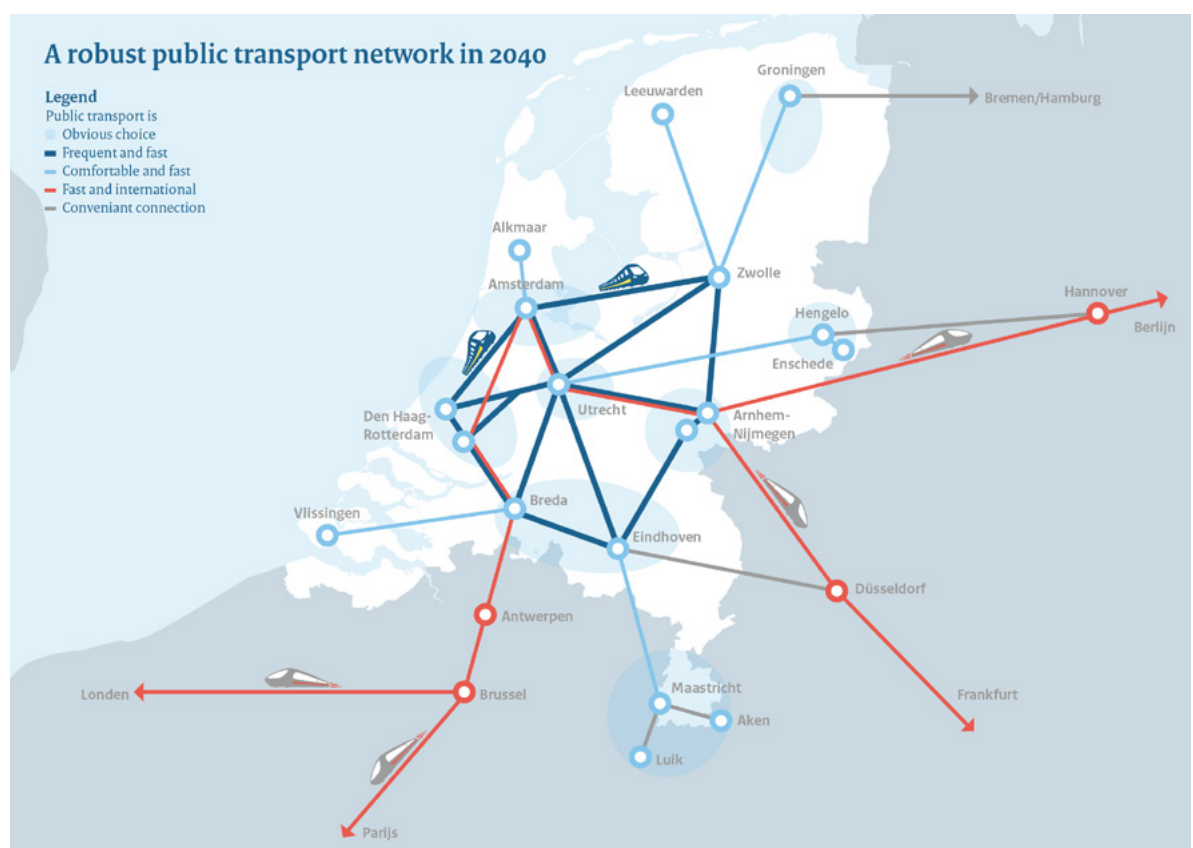 A robust public transport network in 2040
Legend
Public transport is
Obvious choice
Frequent and fast
Comfortable and fast
Fast and international
Conveniant connection
Groningen
Leeuwarden
Bremen/Hamburg
Alkmaar
Zwolle
Amsterdam
Hannover
Hengelo
Berlijn
Enschede
Utrecht
Den Haag-
Rotterdam
Arnhem-
Nijmegen
Breda
Vlissingen
Eindhoven
Düsseldorf
Antwerpen
Maastricht
Londen
Brussel
Frankfurt
Aken
Luik
Parijs